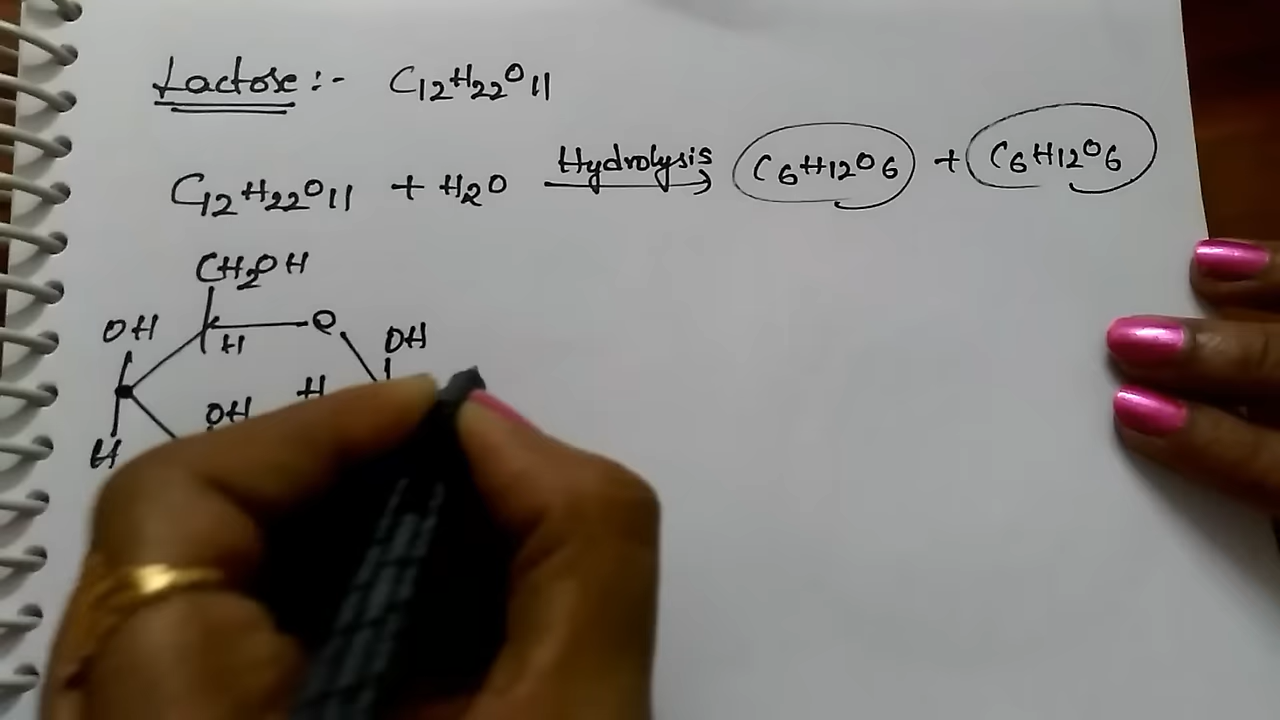 Lactose :- C12H22O11
C12H22O11 + H2O Hydrolysis C6H12O6 + C6H12O6
CH2OH
OH H O OH
H OH H